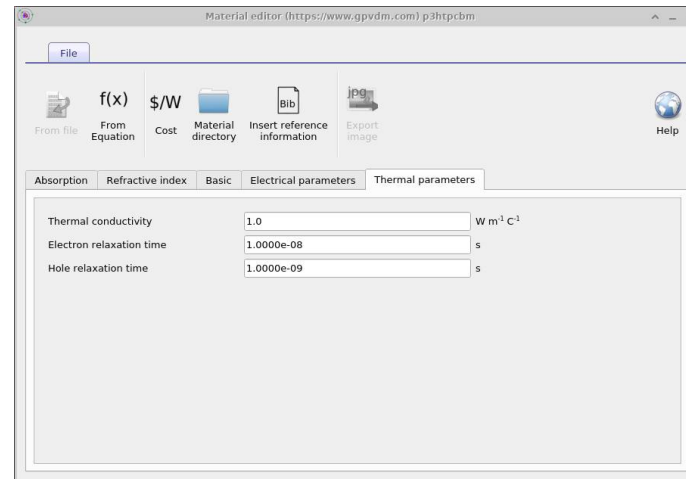 Material editor (https://www.gpvdm.com) p3htpcbm
File
f(x)
$/W
Bib
jpg
From file
From
Equation
Cost
Material
directory
Insert reference
information
Export
image
Help
Absorption
Refractive index
Basic
Electrical parameters
Thermal parameters
Thermal conductivity
1.0
W m⁻¹ C⁻¹
Electron relaxation time
1.0000e-08
s
Hole relaxation time
1.0000e-09
s